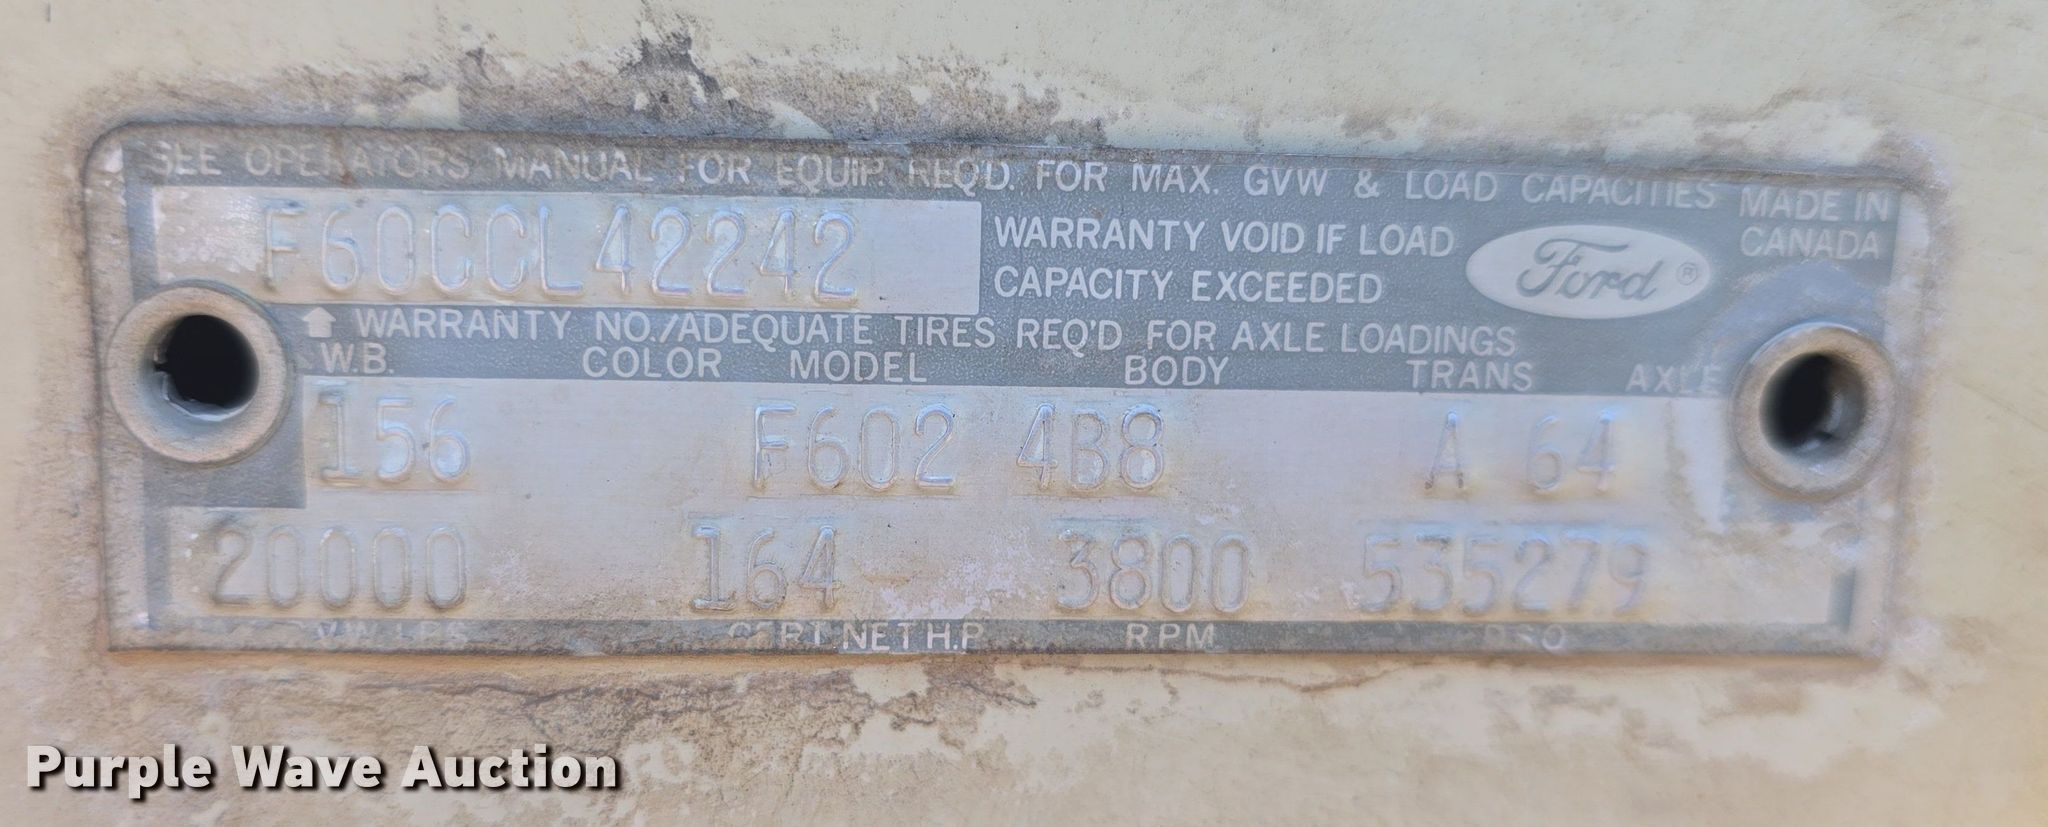 SEE OPERATORS MANUAL FOR EQUIP. REQ'D. FOR MAX. GVW & LOAD CAPACITIES
MADE IN CANADA
F60CCL42242
WARRANTY VOID IF LOAD
CAPACITY EXCEEDED
Ford ®
WARRANTY NO./ADEQUATE TIRES REQ'D FOR AXLE LOADINGS
W.B. COLOR MODEL BODY TRANS AXLE
156 F602 4B8 A 64
20000 164 3800 535279
CERT. NET H.P. R.P.M. D.S.O.
Purple Wave Auction